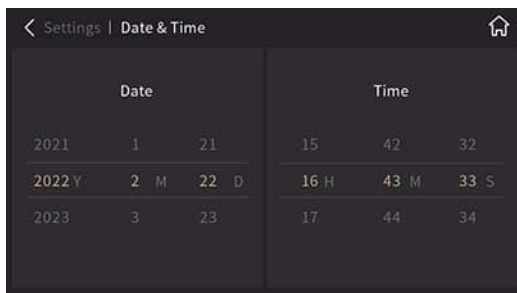 Settings | Date & Time
Date
Time
2021 1 21
15 42 32
2022 Y 2 M 22 D
16 H 43 M 33 S
2023 3 23
17 44 34